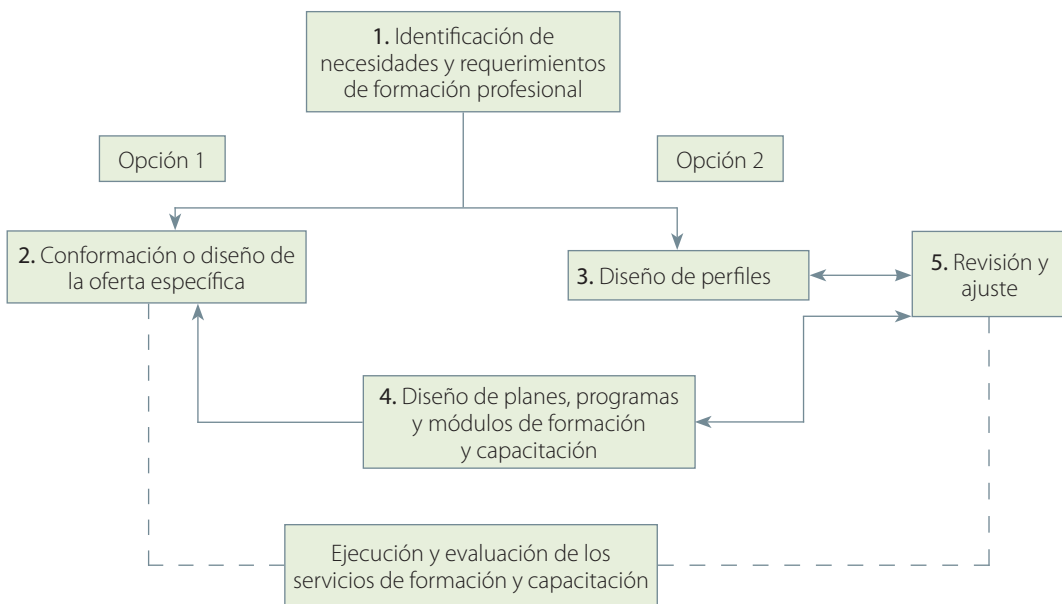 1. Identificación de
necesidades y requerimientos
de formación profesional
Opción 1
Opción 2
2. Conformación o diseño de
la oferta específica
3. Diseño de perfiles
5. Revisión y
ajuste
4. Diseño de planes, programas
y módulos de formación
y capacitación
Ejecución y evaluación de los
servicios de formación y capacitación